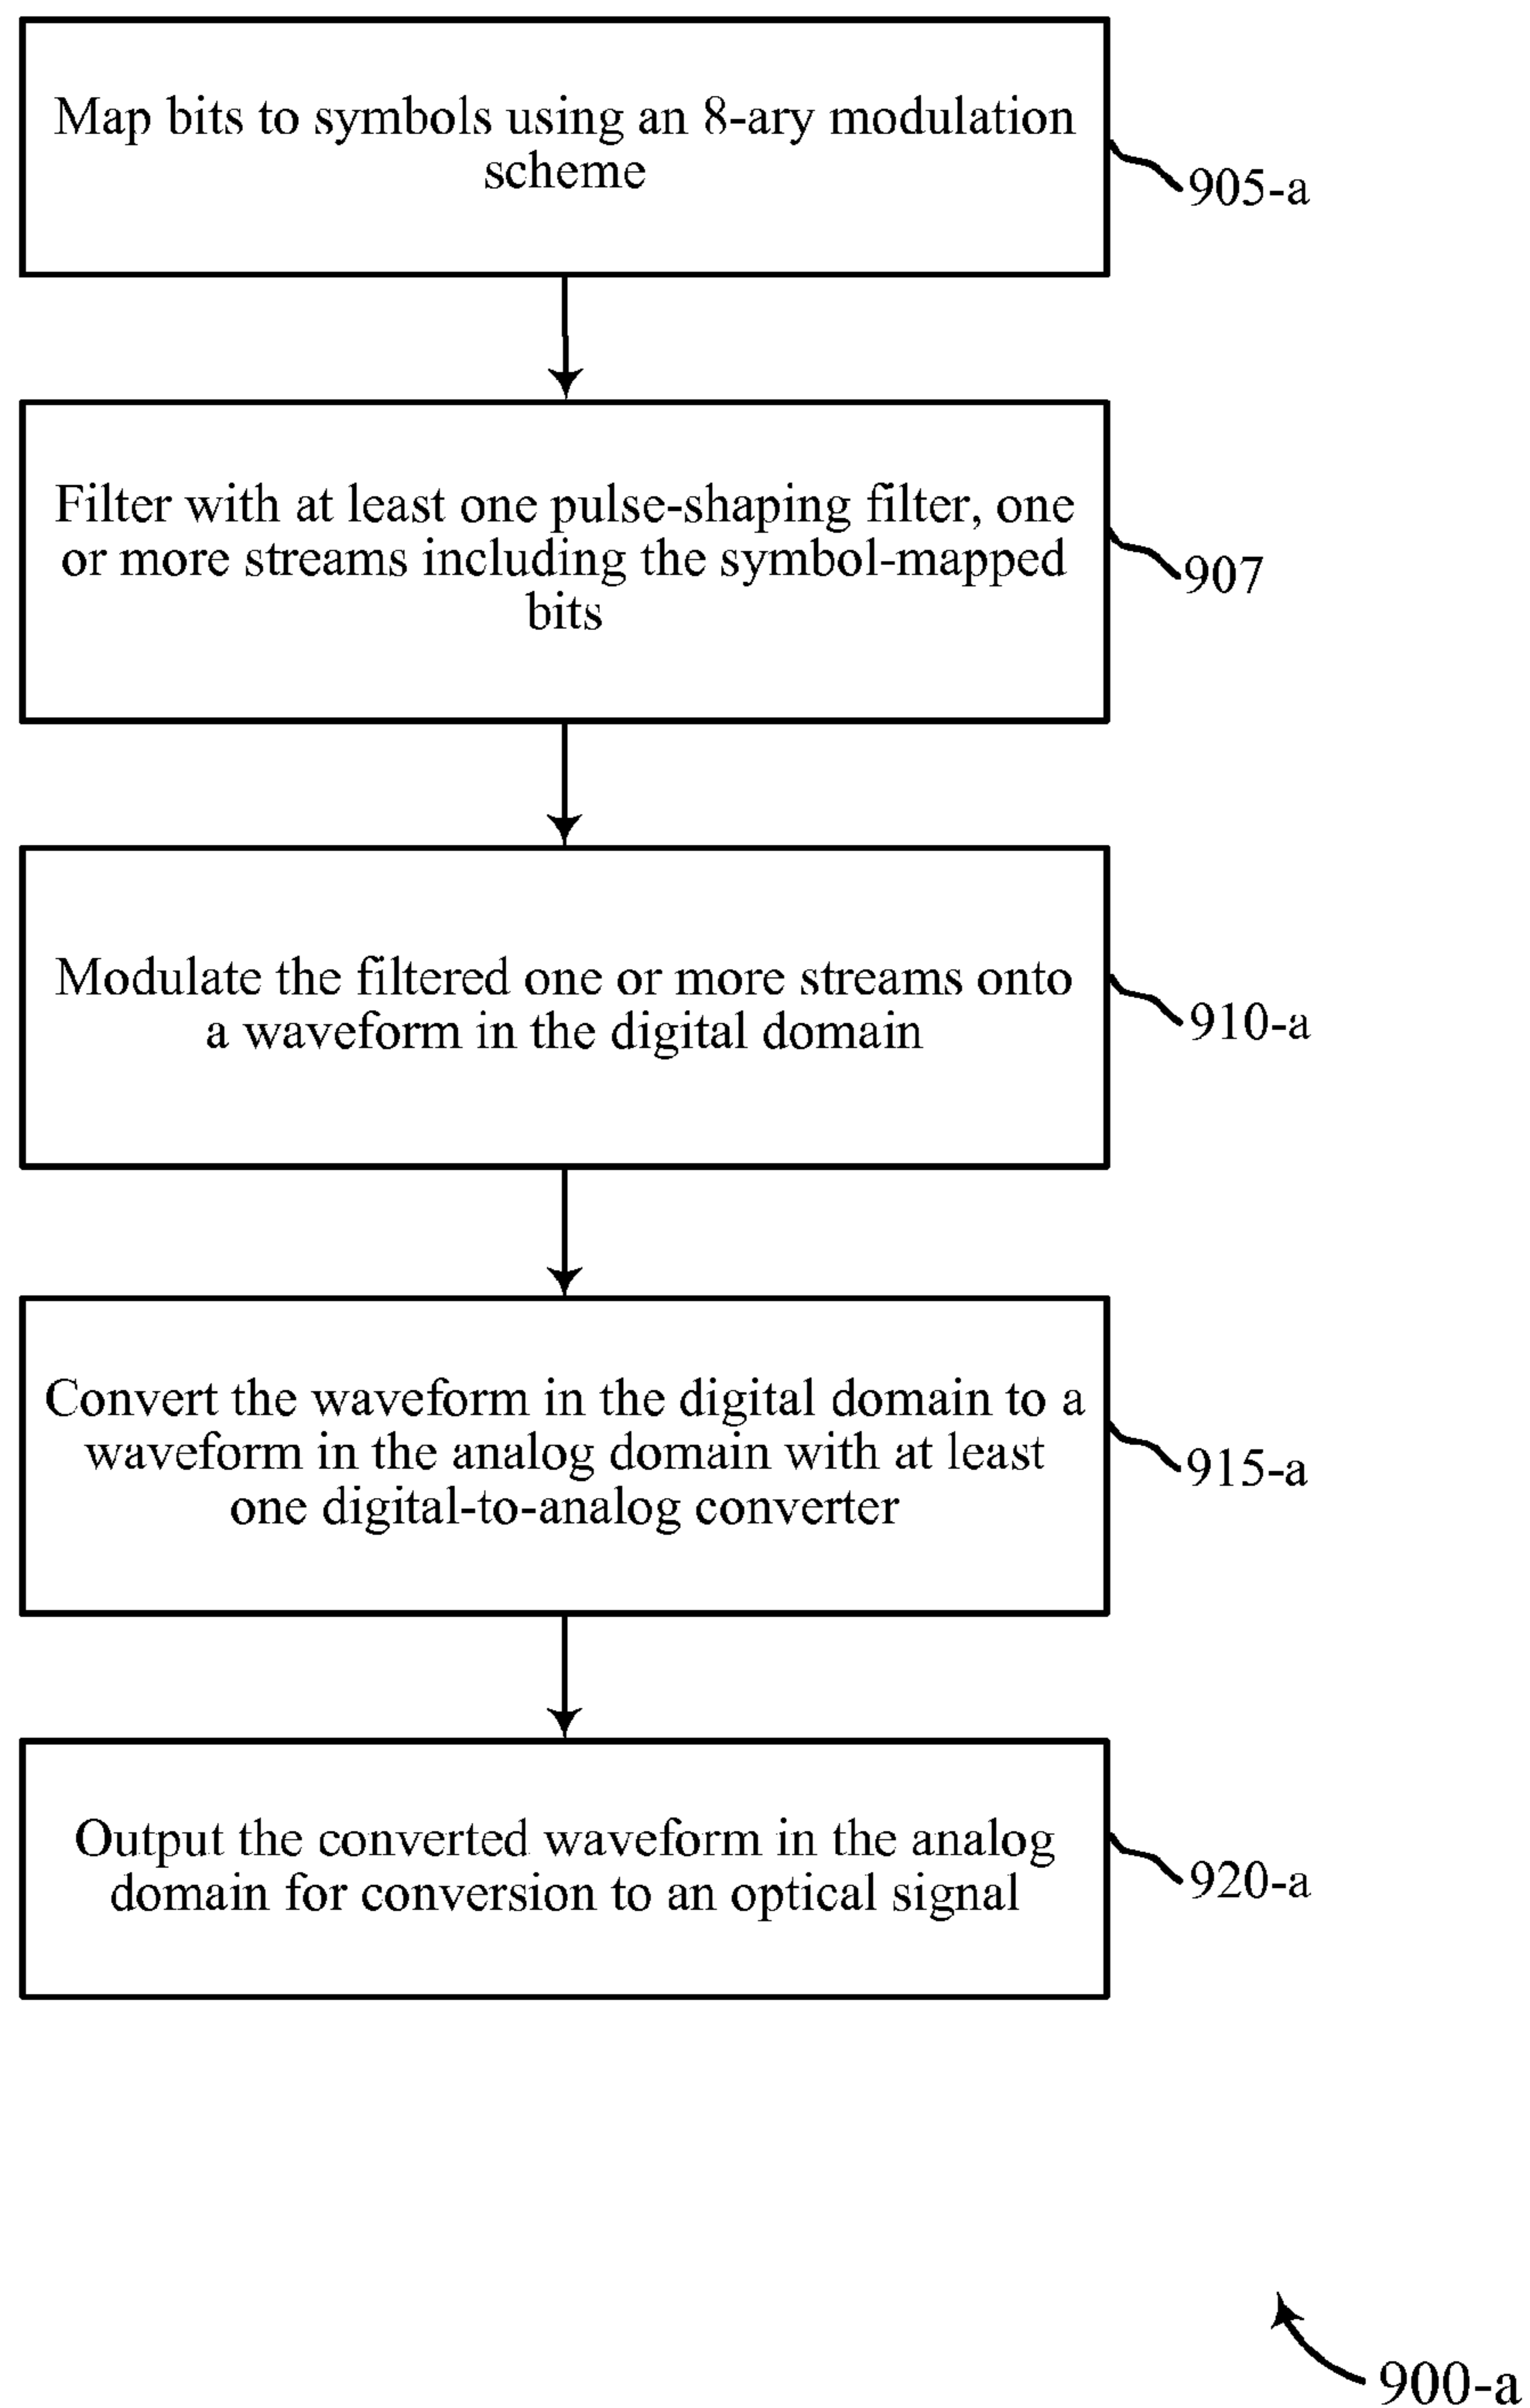 Map bits to symbols using an 8-ary modulation
scheme
905-a
Filter with at least one pulse-shaping filter, one
or more streams including the symbol-mapped
bits
907
Modulate the filtered one or more streams onto
a waveform in the digital domain
910-a
Convert the waveform in the digital domain to a
waveform in the analog domain with at least
one digital-to-analog converter
915-a
Output the converted waveform in the analog
domain for conversion to an optical signal
920-a
900-a